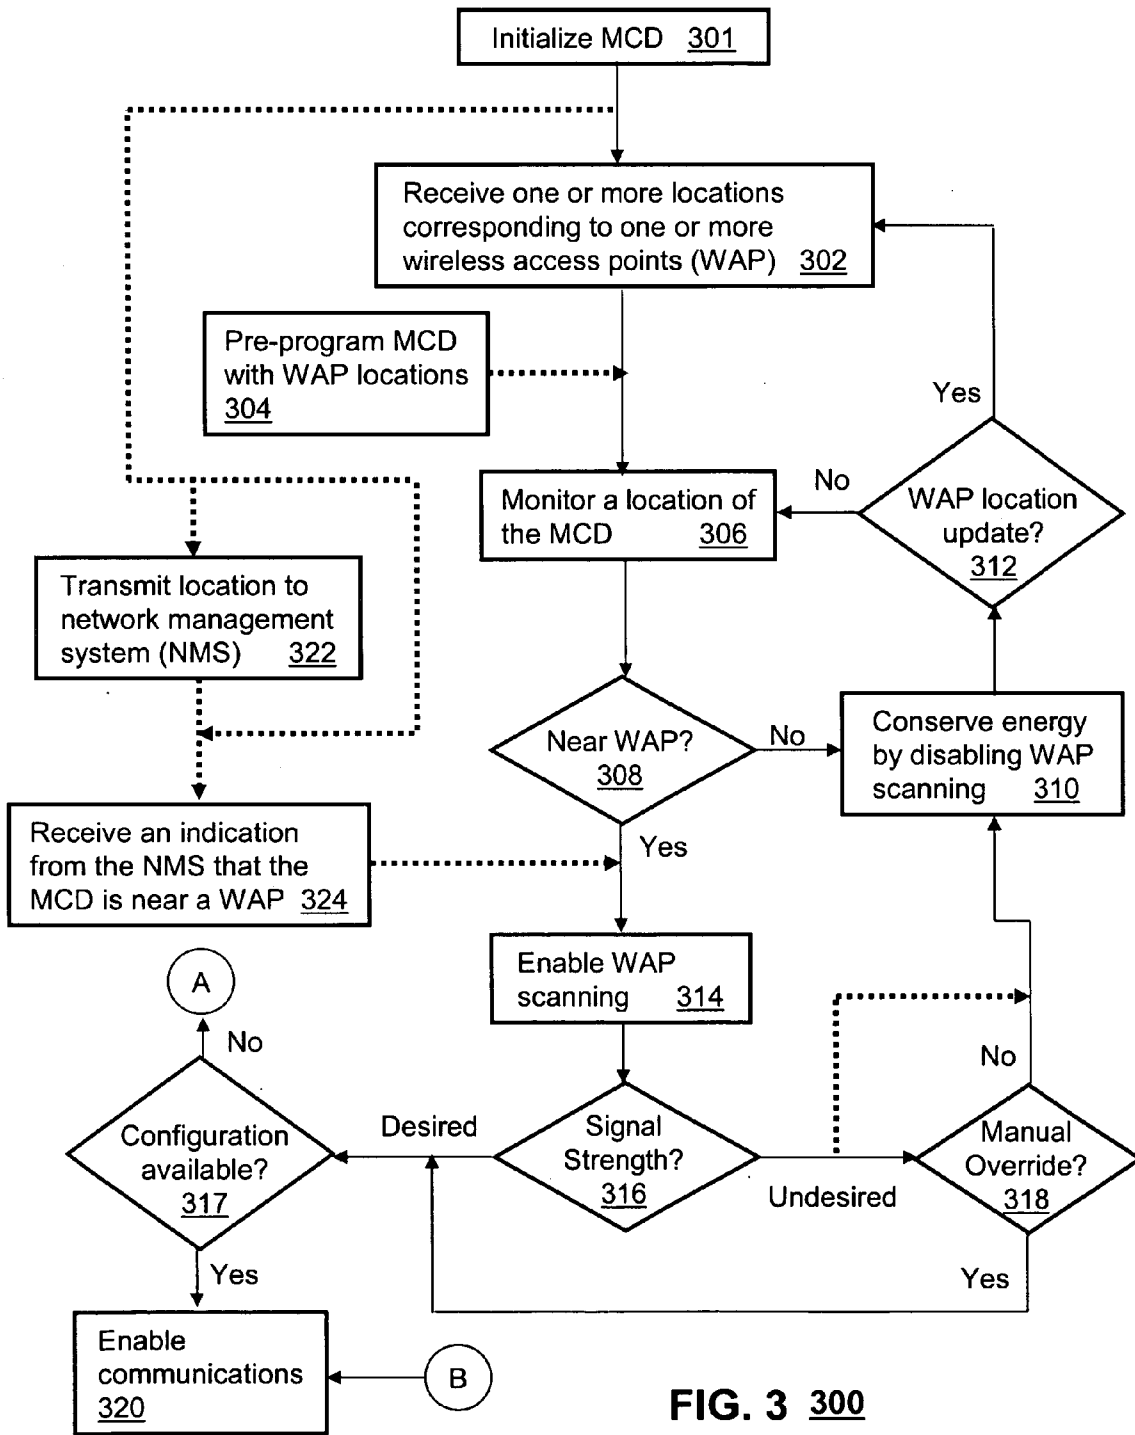 Initialize MCD 301
Receive one or more locations
corresponding to one or more
wireless access points (WAP) 302
Pre-program MCD
with WAP locations
304
Yes
No
Monitor a location of
the MCD 306
WAP location
update?
312
Transmit location to
network management
system (NMS) 322
Near WAP?
308
No
Conserve energy
by disabling WAP
scanning 310
Yes
Receive an indication
from the NMS that the
MCD is near a WAP 324
Enable WAP
scanning 314
A
No
No
Configuration
available?
317
Desired
Signal
Strength?
316
Undesired
Manual
Override?
318
Yes
Yes
Enable
communications
320
B
FIG. 3 300